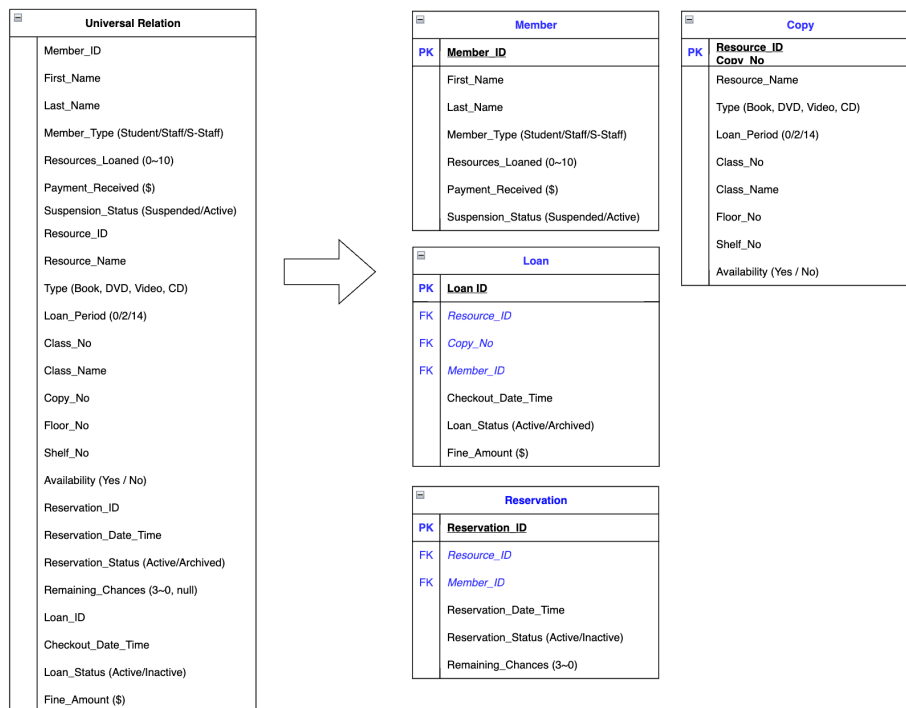 Universal Relation
Member_ID
First_Name
Last_Name
Member_Type (Student/Staff/S-Staff)
Resources_Loaned (0~10)
Payment_Received ($)
Suspension_Status (Suspended/Active)
Resource_ID
Resource_Name
Type (Book, DVD, Video, CD)
Loan_Period (0/2/14)
Class_No
Class_Name
Copy_No
Floor_No
Shelf_No
Availability (Yes / No)
Reservation_ID
Reservation_Date_Time
Reservation_Status (Active/Archived)
Remaining_Chances (3~0, null)
Loan_ID
Checkout_Date_Time
Loan_Status (Active/Inactive)
Fine_Amount ($)
Member
PK Member_ID
First_Name
Last_Name
Member_Type (Student/Staff/S-Staff)
Resources_Loaned (0~10)
Payment_Received ($)
Suspension_Status (Suspended/Active)
Loan
PK Loan ID
FK Resource_ID
FK Copy_No
FK Member_ID
Checkout_Date_Time
Loan_Status (Active/Archived)
Fine_Amount ($)
Reservation
PK Reservation_ID
FK Resource_ID
FK Member_ID
Reservation_Date_Time
Reservation_Status (Active/Inactive)
Remaining_Chances (3~0)
Copy
PK Resource_ID
Copy_No
Resource_Name
Type (Book, DVD, Video, CD)
Loan_Period (0/2/14)
Class_No
Class_Name
Floor_No
Shelf_No
Availability (Yes / No)